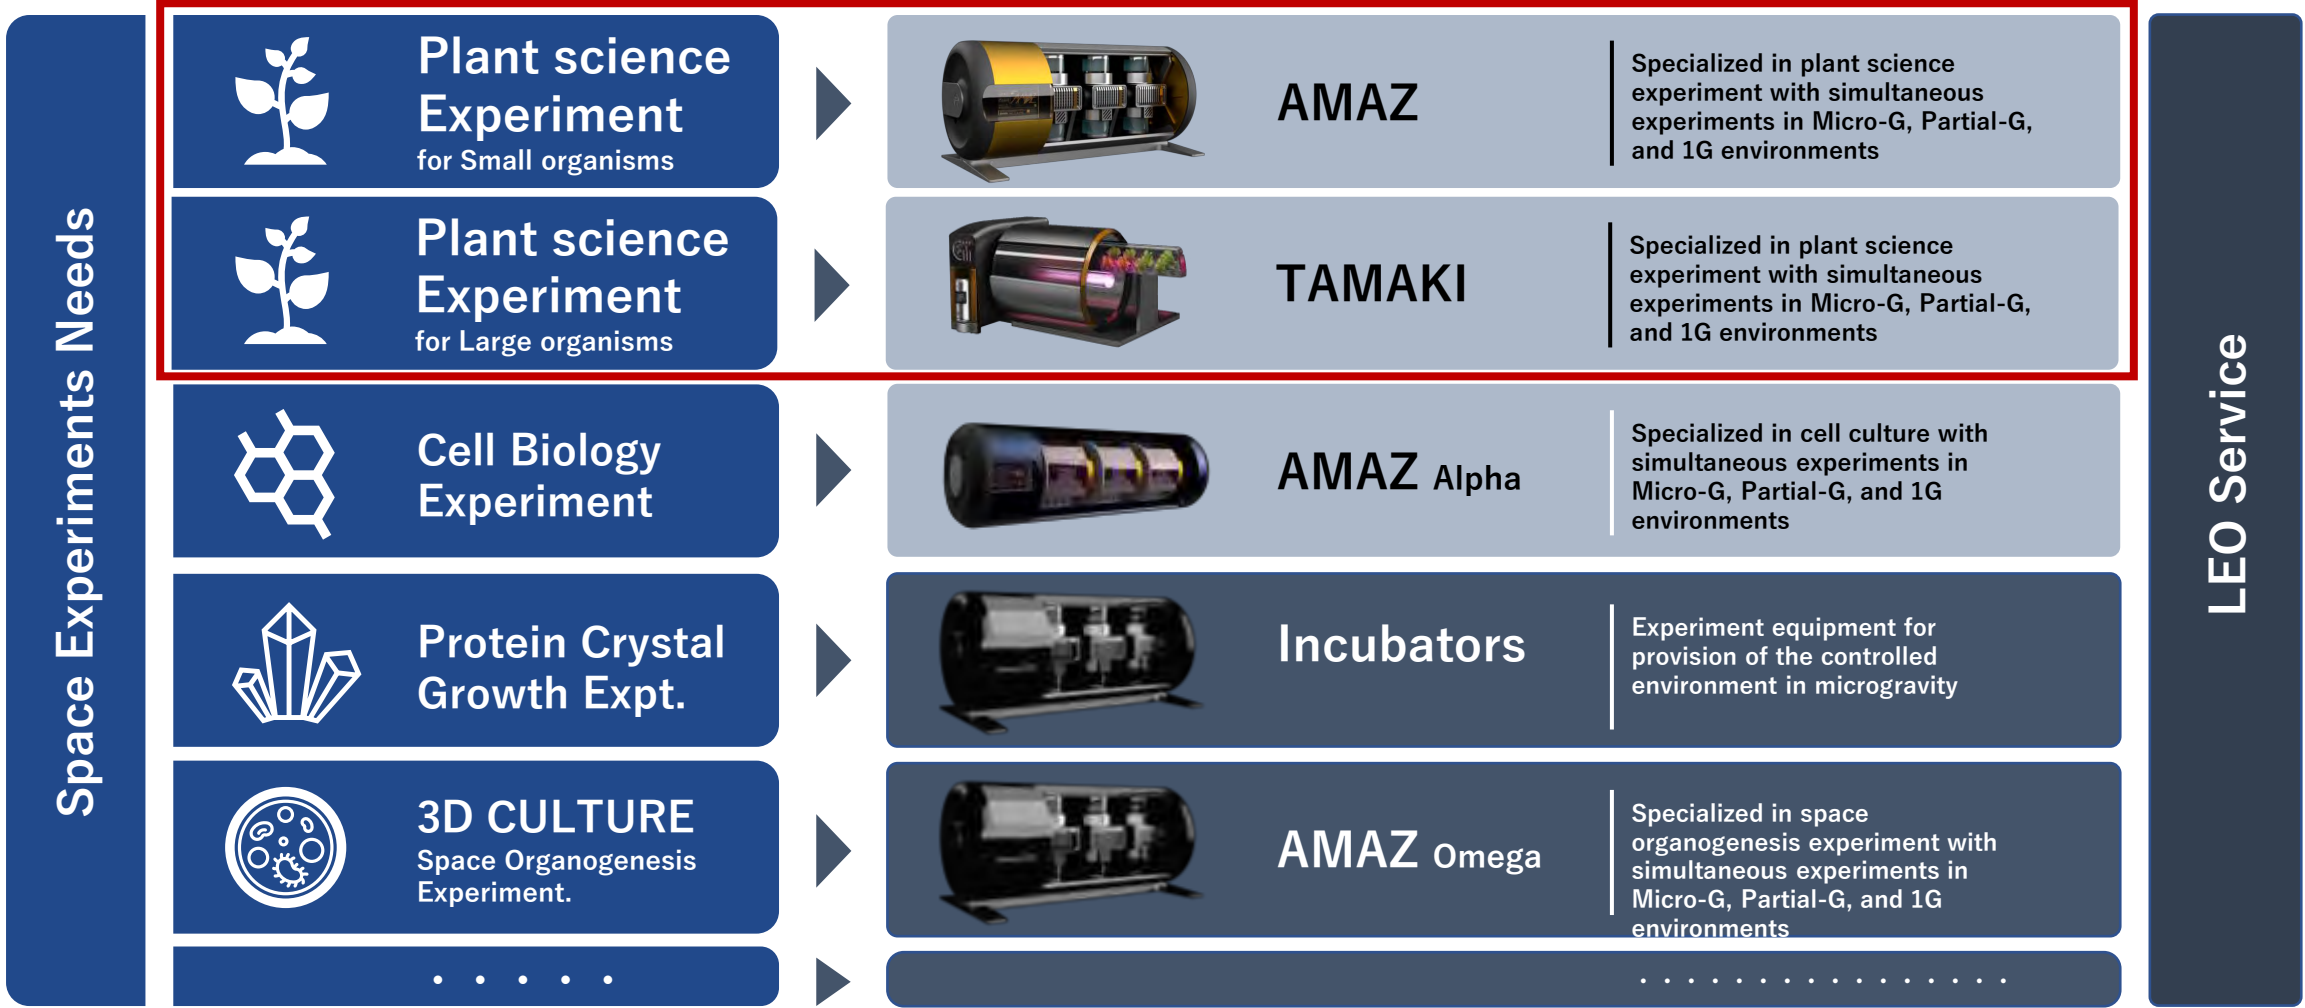 Space Experiments Needs
Plant science
Experiment
for Small organisms
AMAZ
Specialized in plant science
experiment with simultaneous
experiments in Micro-G, Partial-G,
and 1G environments
Plant science
Experiment
for Large organisms
TAMAKI
Specialized in plant science
experiment with simultaneous
experiments in Micro-G, Partial-G,
and 1G environments
Cell Biology
Experiment
AMAZ Alpha
Specialized in cell culture with
simultaneous experiments in
Micro-G, Partial-G, and 1G
environments
Protein Crystal
Growth Expt.
Incubators
Experiment equipment for
provision of the controlled
environment in microgravity
3D CULTURE
Space Organogenesis
Experiment.
AMAZ Omega
Specialized in space
organogenesis experiment with
simultaneous experiments in
Micro-G, Partial-G, and 1G
environments
. . . . .
. . . . . . . . . . . . . . . .
LEO Service